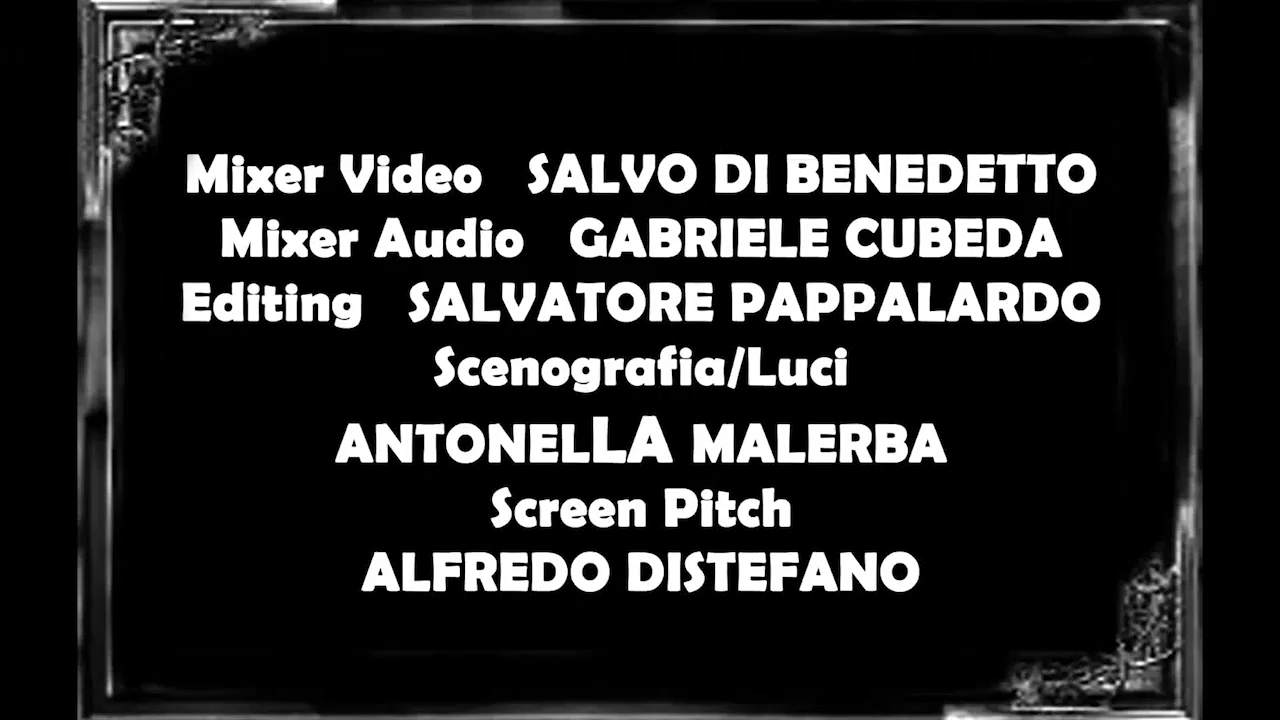 Mixer Video SALVO DI BENEDETTO
Mixer Audio GABRIELE CUBEDA
Editing SALVATORE PAPPALARDO
Scenografia/Luci
ANTONELLA MALERBA
Screen Pitch
ALFREDO DISTEFANO